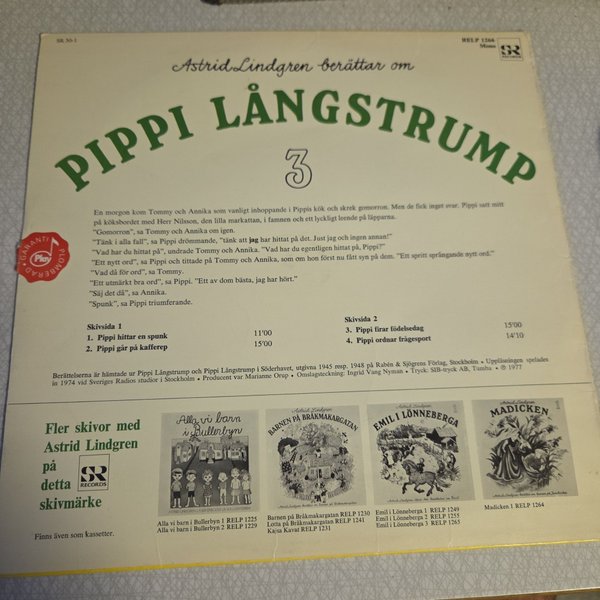 SR 30-1
RELP 1266
Mono
SR
RECORDS
Astrid Lindgren berättar om
PIPPI LÅNGSTRUMP
3
En morgon kom Tommy och Annika som vanligt inhoppande i Pippis kök och skrek gomorron. Men de fick inget svar. Pippi satt mitt
på köksbordet med Herr Nilsson, den lilla markattan, i famnen och ett lyckligt leende på läpparna.
"Gomorron", sa Tommy och Annika om igen.
"Tänk i alla fall", sa Pippi drömmande, "tänk att jag har hittat på det. Just jag och ingen annan!"
"Vad har du hittat på", undrade Tommy och Annika. "Vad har du egentligen hittat på, Pippi?"
"Ett nytt ord", sa Pippi och tittade på Tommy och Annika, som om hon först nu fått syn på dem. "Ett spritt språngande nytt ord."
"Vad då för ord", sa Tommy.
"Ett utmärkt bra ord", sa Pippi. "Ett av dom bästa, jag har hört."
"Säj det då", sa Annika.
"Spunk", sa Pippi triumferande.
GARANTI
Play
PLOMBERAD
Skivsida 1
1. Pippi hittar en spunk 11'00
2. Pippi går på kafferep 15'00
Skivsida 2
3. Pippi firar födelsedag 15'00
4. Pippi ordnar frågesport 14'10
Berättelserna är hämtade ur Pippi Långstrump och Pippi Långstrump i Söderhavet, utgivna 1945 resp. 1948 på Rabén & Sjögrens Förlag, Stockholm • Uppläsningen spelades
in 1974 vid Sveriges Radios studior i Stockholm • Producent var Marianne Orup • Omslagsteckning: Ingrid Vang Nyman • Tryck: SIB-tryck AB, Tumba • ℗ 1977
Fler skivor med
Astrid Lindgren
på
detta
skivmärke
SR
RECORDS
Finns även som kassetter.
Alla vi barn
i Bullerbyn
Alla vi barn i Bullerbyn 1 RELP 1225
Alla vi barn i Bullerbyn 2 RELP 1229
Astrid Lindgren
BARNEN PÅ BRÅKMAKARGATAN
Barnen på Bråkmakargatan RELP 1230
Lotta på Bråkmakargatan RELP 1241
Kajsa Kavat RELP 1231
Astrid Lindgren
EMIL I LÖNNEBERGA
Emil i Lönneberga 1 RELP 1249
Emil i Lönneberga 2 RELP 1255
Emil i Lönneberga 3 RELP 1265
Astrid Lindgren
MADICKEN
Madicken 1 RELP 1264